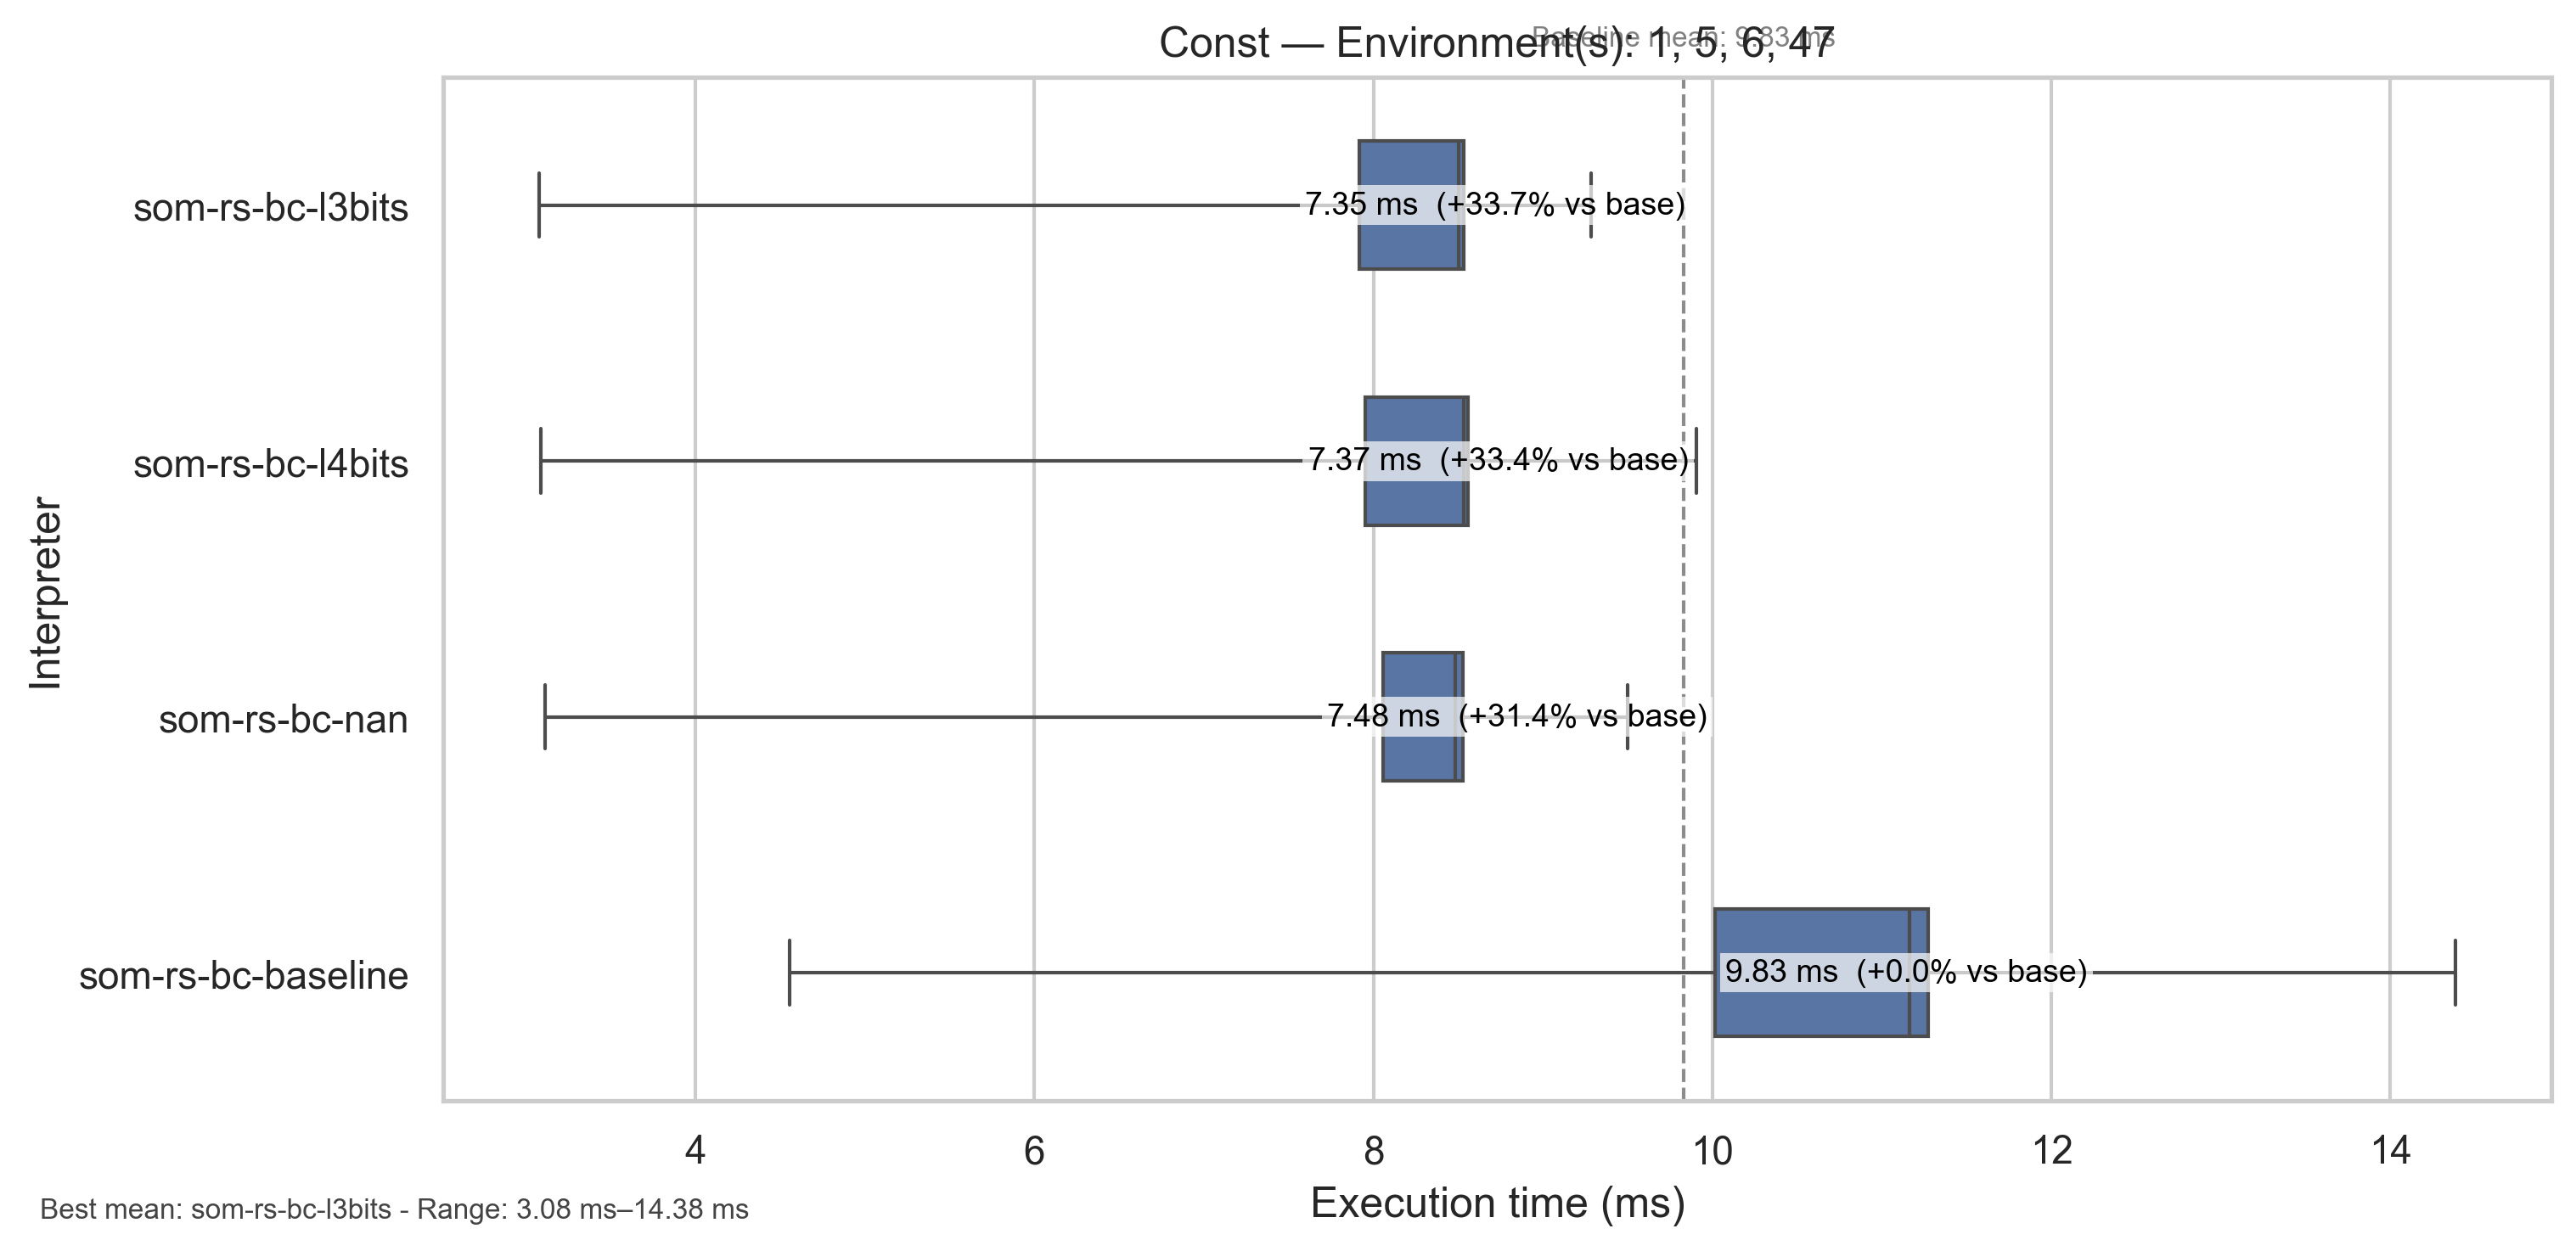 Const — Environment(s): 1, 5, 6, 47
Baseline mean: 9.83 ms
som-rs-bc-l3bits
7.35 ms (+33.7% vs base)
som-rs-bc-l4bits
7.37 ms (+33.4% vs base)
som-rs-bc-nan
7.48 ms (+31.4% vs base)
som-rs-bc-baseline
9.83 ms (+0.0% vs base)
Interpreter
4 6 8 10 12 14
Execution time (ms)
Best mean: som-rs-bc-l3bits - Range: 3.08 ms–14.38 ms